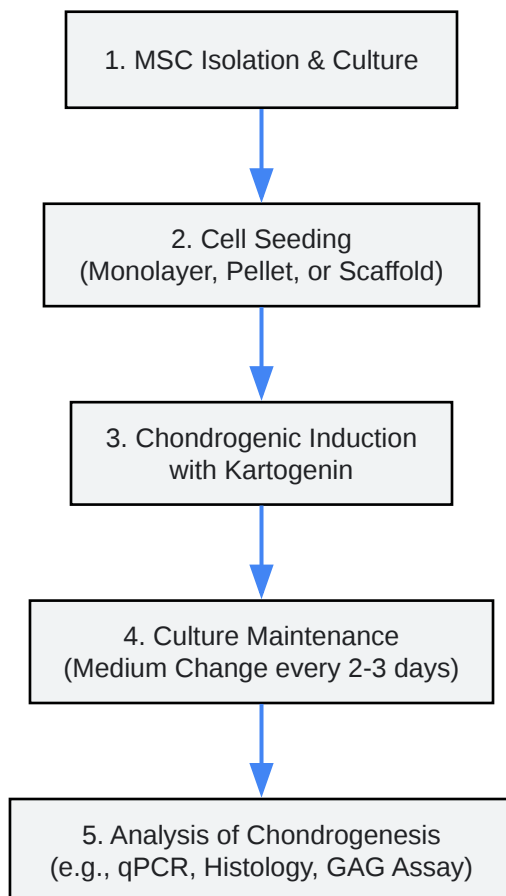 1. MSC Isolation & Culture
2. Cell Seeding
(Monolayer, Pellet, or Scaffold)
3. Chondrogenic Induction
with Kartogenin
4. Culture Maintenance
(Medium Change every 2-3 days)
5. Analysis of Chondrogenesis
(e.g., qPCR, Histology, GAG Assay)